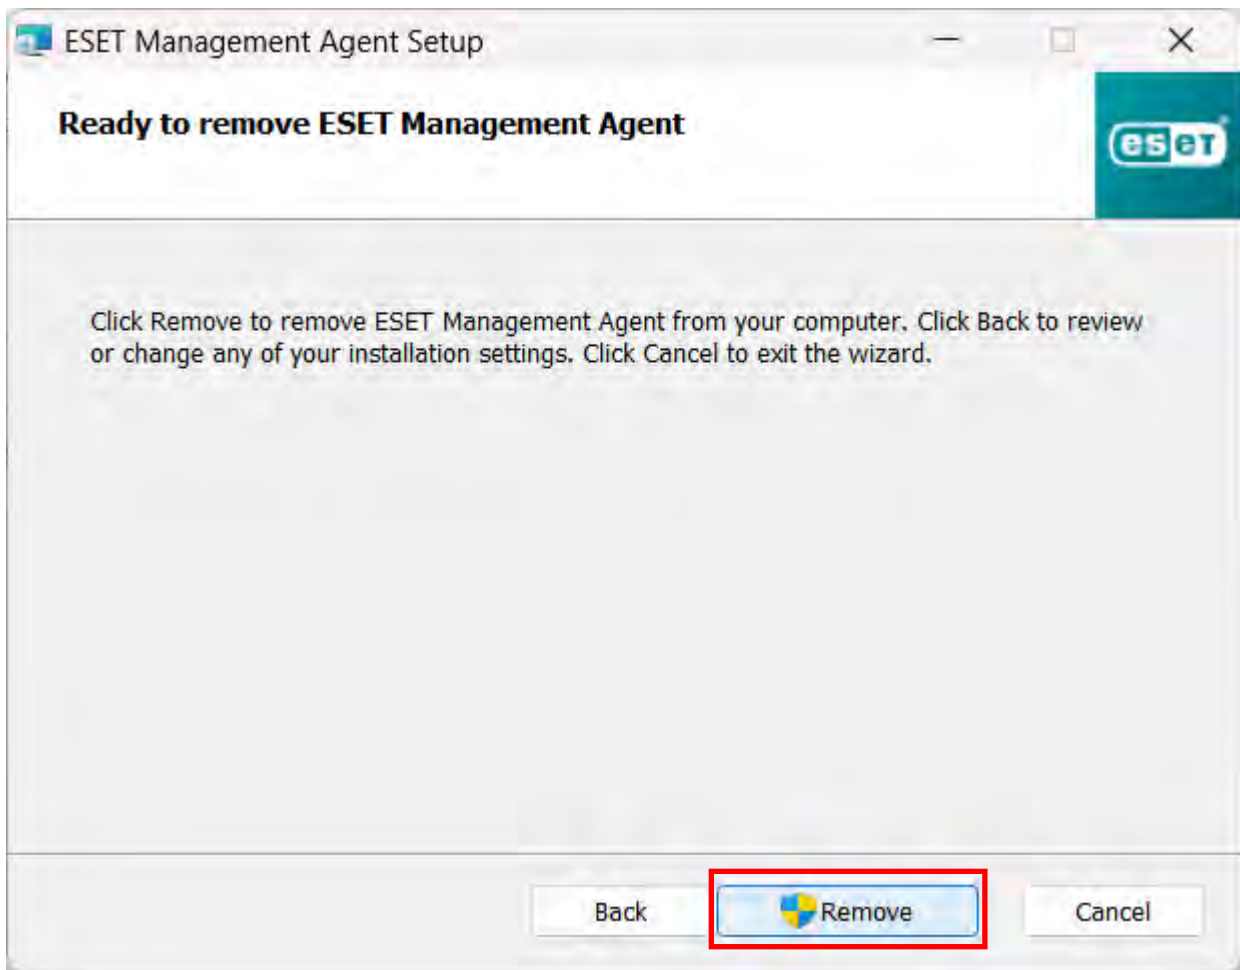 ESET Management Agent Setup
Ready to remove ESET Management Agent
eset
Click Remove to remove ESET Management Agent from your computer. Click Back to review
or change any of your installation settings. Click Cancel to exit the wizard.
Back
Remove
Cancel